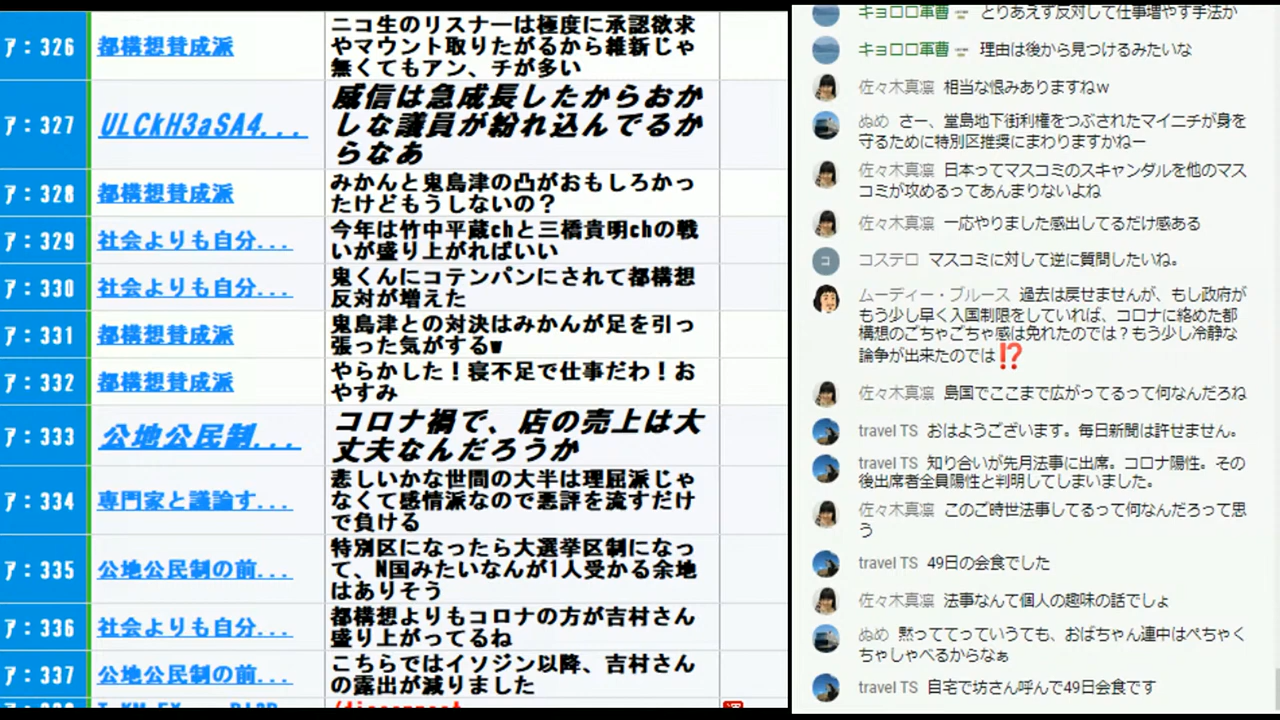 ｱ：326
都構想賛成派
ニコ生のリスナーは極度に承認欲求
やマウント取りたがるから維新じゃ
無くてもアン、チが多い
ｱ：327
ULCkH3aSA4...
威信は急成長したからおか
しな議員が紛れ込んでるか
らなあ
ｱ：328
都構想賛成派
みかんと鬼島津の凸がおもしろかっ
たけどもうしないの？
ｱ：329
社会よりも自分...
今年は竹中平蔵chと三橋貴明chの戦
いが盛り上がればいい
ｱ：330
社会よりも自分...
鬼くんにコテンパンにされて都構想
反対が増えた
ｱ：331
都構想賛成派
鬼島津との対決はみかんが足を引っ
張った気がするw
ｱ：332
都構想賛成派
やらかした！寝不足で仕事だわ！お
やすみ
ｱ：333
公地公民制...
コロナ禍で、店の売上は大
丈夫なんだろうか
ｱ：334
専門家と議論す...
悲しいかな世間の大半は理屈派じゃ
なくて感情派なので悪評を流すだけ
で負ける
ｱ：335
公地公民制の前...
特別区になったら大選挙区制になっ
て、N国みたいなんが1人受かる余地
はありそう
ｱ：336
社会よりも自分...
都構想よりもコロナの方が吉村さん
盛り上がってるね
ｱ：337
公地公民制の前...
こちらではイソジン以降、吉村さん
の露出が減りました
キョロロ軍曹 とりあえず反対して仕事増やす手法か
キョロロ軍曹 理由は後から見つけるみたいな
佐々木真凛 相当な恨みありますねw
ぬめ さー、堂島地下街利権をつぶされたマイニチが身を
守るために特別区推奨にまわりますかねー
佐々木真凛 日本ってマスコミのスキャンダルを他のマス
コミが攻めるってあんまりないよね
佐々木真凛 一応やりました感出してるだけ感ある
コ
コステロ マスコミに対して逆に質問したいね。
ムーディー・ブルース 過去は戻せませんが、もし政府が
もう少し早く入国制限をしていれば、コロナに絡めた都
構想のごちゃごちゃ感は免れたのでは？もう少し冷静な
論争が出来たのでは⁉
佐々木真凛 島国でここまで広がってるって何なんだろね
travel TS おはようございます。毎日新聞は許せません。
travel TS 知り合いが先月法事に出席。コロナ陽性。その
後出席者全員陽性と判明してしまいました。
佐々木真凛 このご時世法事してるって何なんだろって思
う
travel TS 49日の会食でした
佐々木真凛 法事なんて個人の趣味の話でしょ
ぬめ 黙っててっていうても、おばちゃん連中はぺちゃく
ちゃしゃべるからなぁ
travel TS 自宅で坊さん呼んで49日会食です